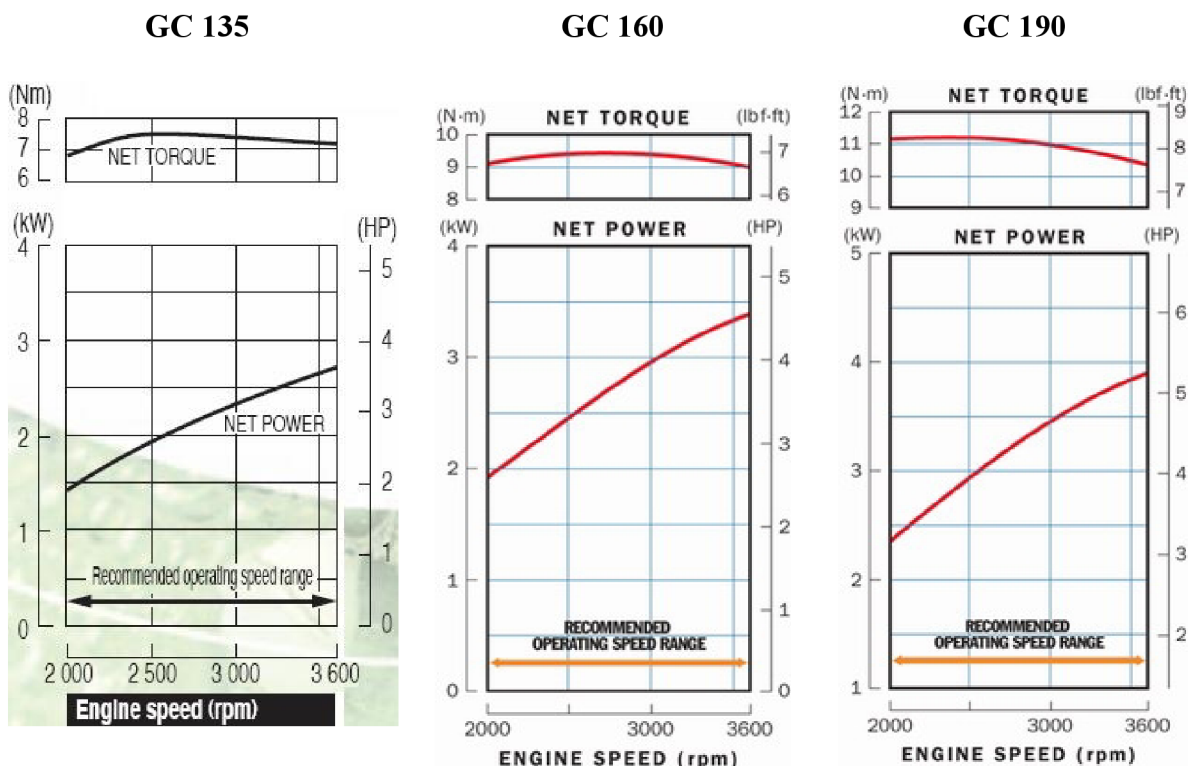 GC 135
GC 160
GC 190
(Nm)
8
7
6
NET TORQUE
(kW)
(HP)
4
3
2
1
0
5
4
3
2
1
0
NET POWER
Recommended operating speed range
2 000
2 500
3 000
3 600
Engine speed (rpm)
(N·m)
NET TORQUE
(lbf·ft)
10
9
8
7
6
(kW)
NET POWER
(HP)
4
3
2
1
0
5
4
3
2
1
0
RECOMMENDED
OPERATING SPEED RANGE
2000
3000
3600
ENGINE SPEED (rpm)
(N·m)
NET TORQUE
(lbf·ft)
12
11
10
9
9
8
7
(kW)
NET POWER
(HP)
5
4
3
2
1
6
5
4
3
2
RECOMMENDED
OPERATING SPEED RANGE
2000
3000
3600
ENGINE SPEED (rpm)